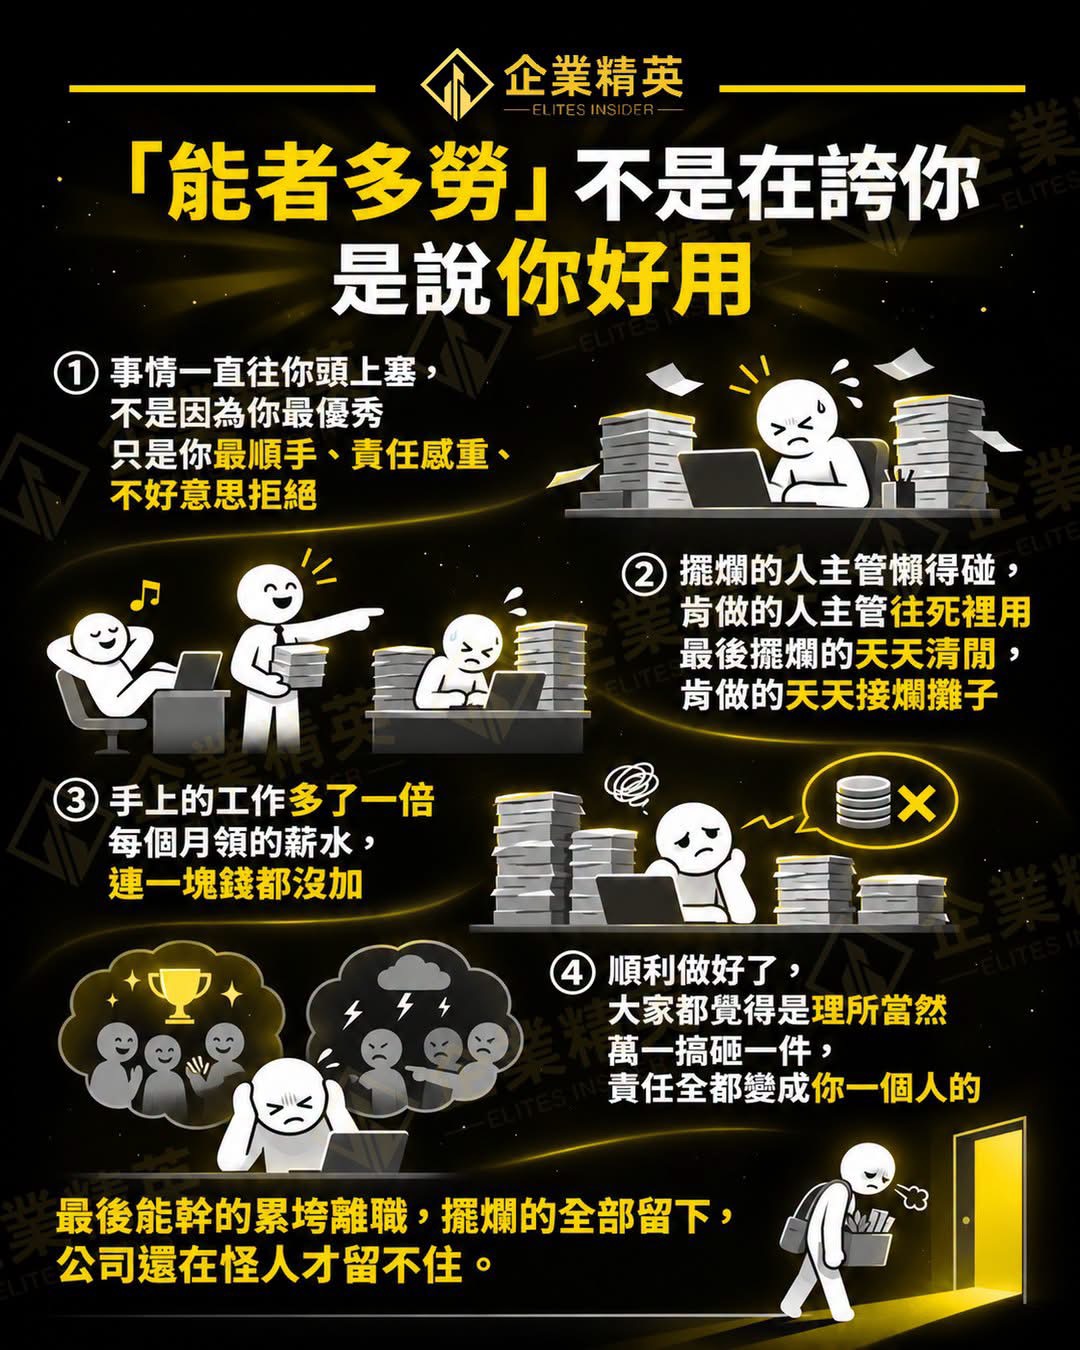 企業精英
ELITES INSIDER
「能者多勞」不是在誇你
是說你好用
① 事情一直往你頭上塞，
不是因為你最優秀
只是你最順手、責任感重、
不好意思拒絕
② 擺爛的人主管懶得碰，
肯做的人主管往死裡用
最後擺爛的天天清閒，
肯做的天天接爛攤子
③ 手上的工作多了一倍
每個月領的薪水，
連一塊錢都沒加
④ 順利做好了，
大家都覺得是理所當然
萬一搞砸一件，
責任全都變成你一個人的
最後能幹的累垮離職，擺爛的全部留下，
公司還在怪人才留不住。